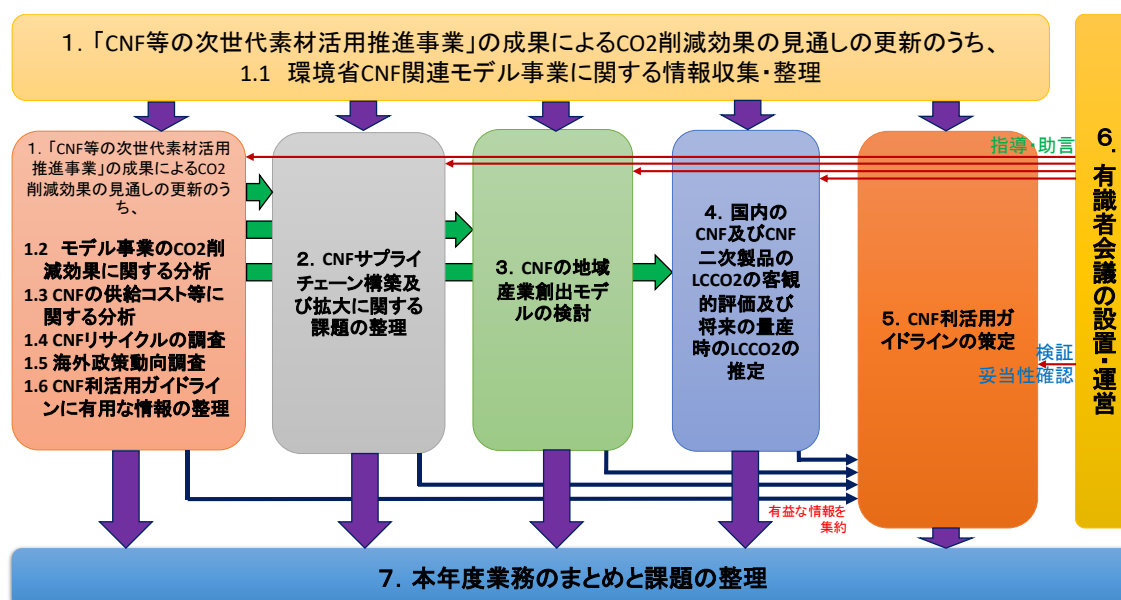 1. 「CNF等の次世代素材活用推進事業」の成果によるCO2削減効果の見通しの更新のうち、
1.1 環境省CNF関連モデル事業に関する情報収集・整理
1. 「CNF等の次世代素材活用
推進事業」の成果によるCO2
削減効果の見通しの更新のう
ち、
1.2 モデル事業のCO2削
減効果に関する分析
1.3 CNFの供給コスト等に
関する分析
1.4 CNFリサイクルの調査
1.5 海外政策動向調査
1.6 CNF利活用ガイドライ
ンに有用な情報の整理
2. CNFサプライ
チェーン構築及
び拡大に関する
課題の整理
3. CNFの地域
産業創出モデ
ルの検討
4. 国内の
CNF及びCNF
二次製品の
LCCO2の客観
的評価及び
将来の量産
時のLCCO2の
推定
5. CNF利活用ガ
イドラインの策定
指導・助言
検証
妥当性確認
6. 有識者会議の設置・運営
有益な情報を
集約
7. 本年度業務のまとめと課題の整理